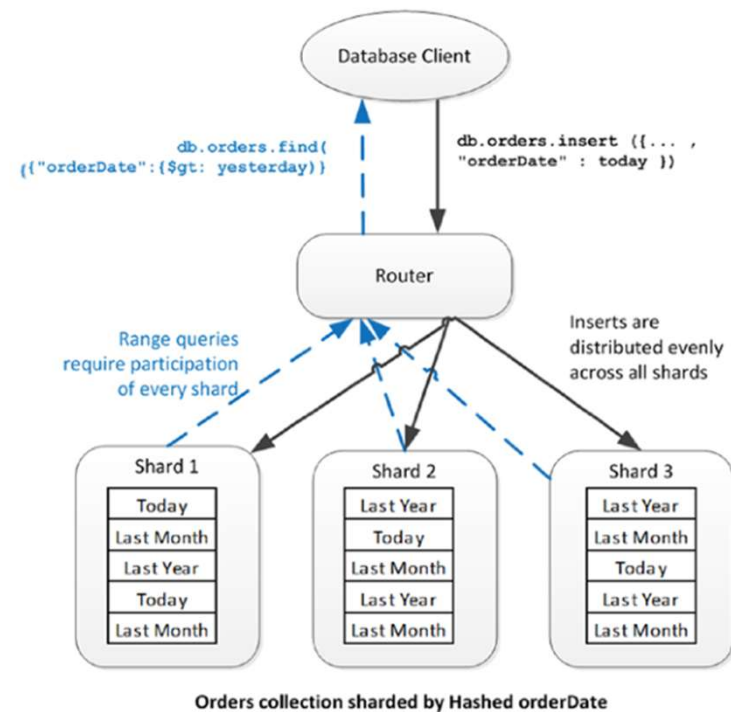 Database Client
db.orders.find(
({"orderDate":{$gt: yesterday)}
db.orders.insert ({... ,
"orderDate" : today })
Router
Range queries
require participation
of every shard
Inserts are
distributed evenly
across all shards
Shard 1
Today
Last Month
Last Year
Today
Last Month
Shard 2
Last Year
Today
Last Month
Last Year
Last Month
Shard 3
Last Year
Last Month
Today
Last Year
Last Month
Orders collection sharded by Hashed orderDate